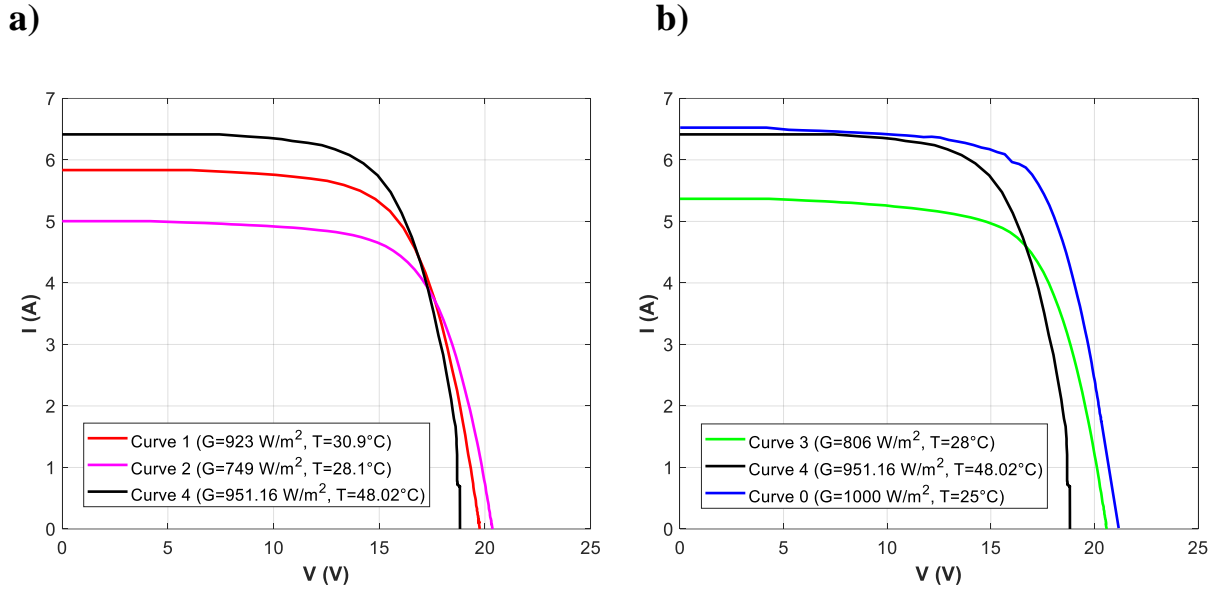 a)
b)
7
6
5
4
3
2
1
0
I (A)
Curve 1 (G=923 W/m², T=30.9°C)
Curve 2 (G=749 W/m², T=28.1°C)
Curve 4 (G=951.16 W/m², T=48.02°C)
0 5 10 15 20 25
V (V)
7
6
5
4
3
2
1
0
I (A)
Curve 3 (G=806 W/m², T=28°C)
Curve 4 (G=951.16 W/m², T=48.02°C)
Curve 0 (G=1000 W/m², T=25°C)
0 5 10 15 20 25
V (V)